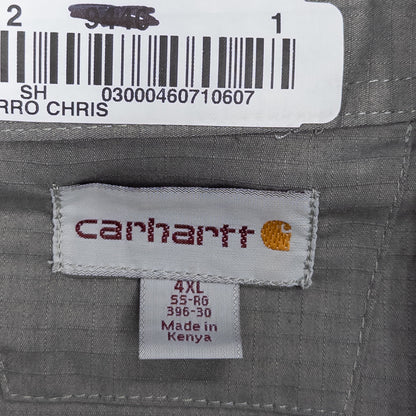 2 1
SH 03000460710607
RRO CHRIS
carhartt
4XL
55-RG
396-30
Made in
Kenya